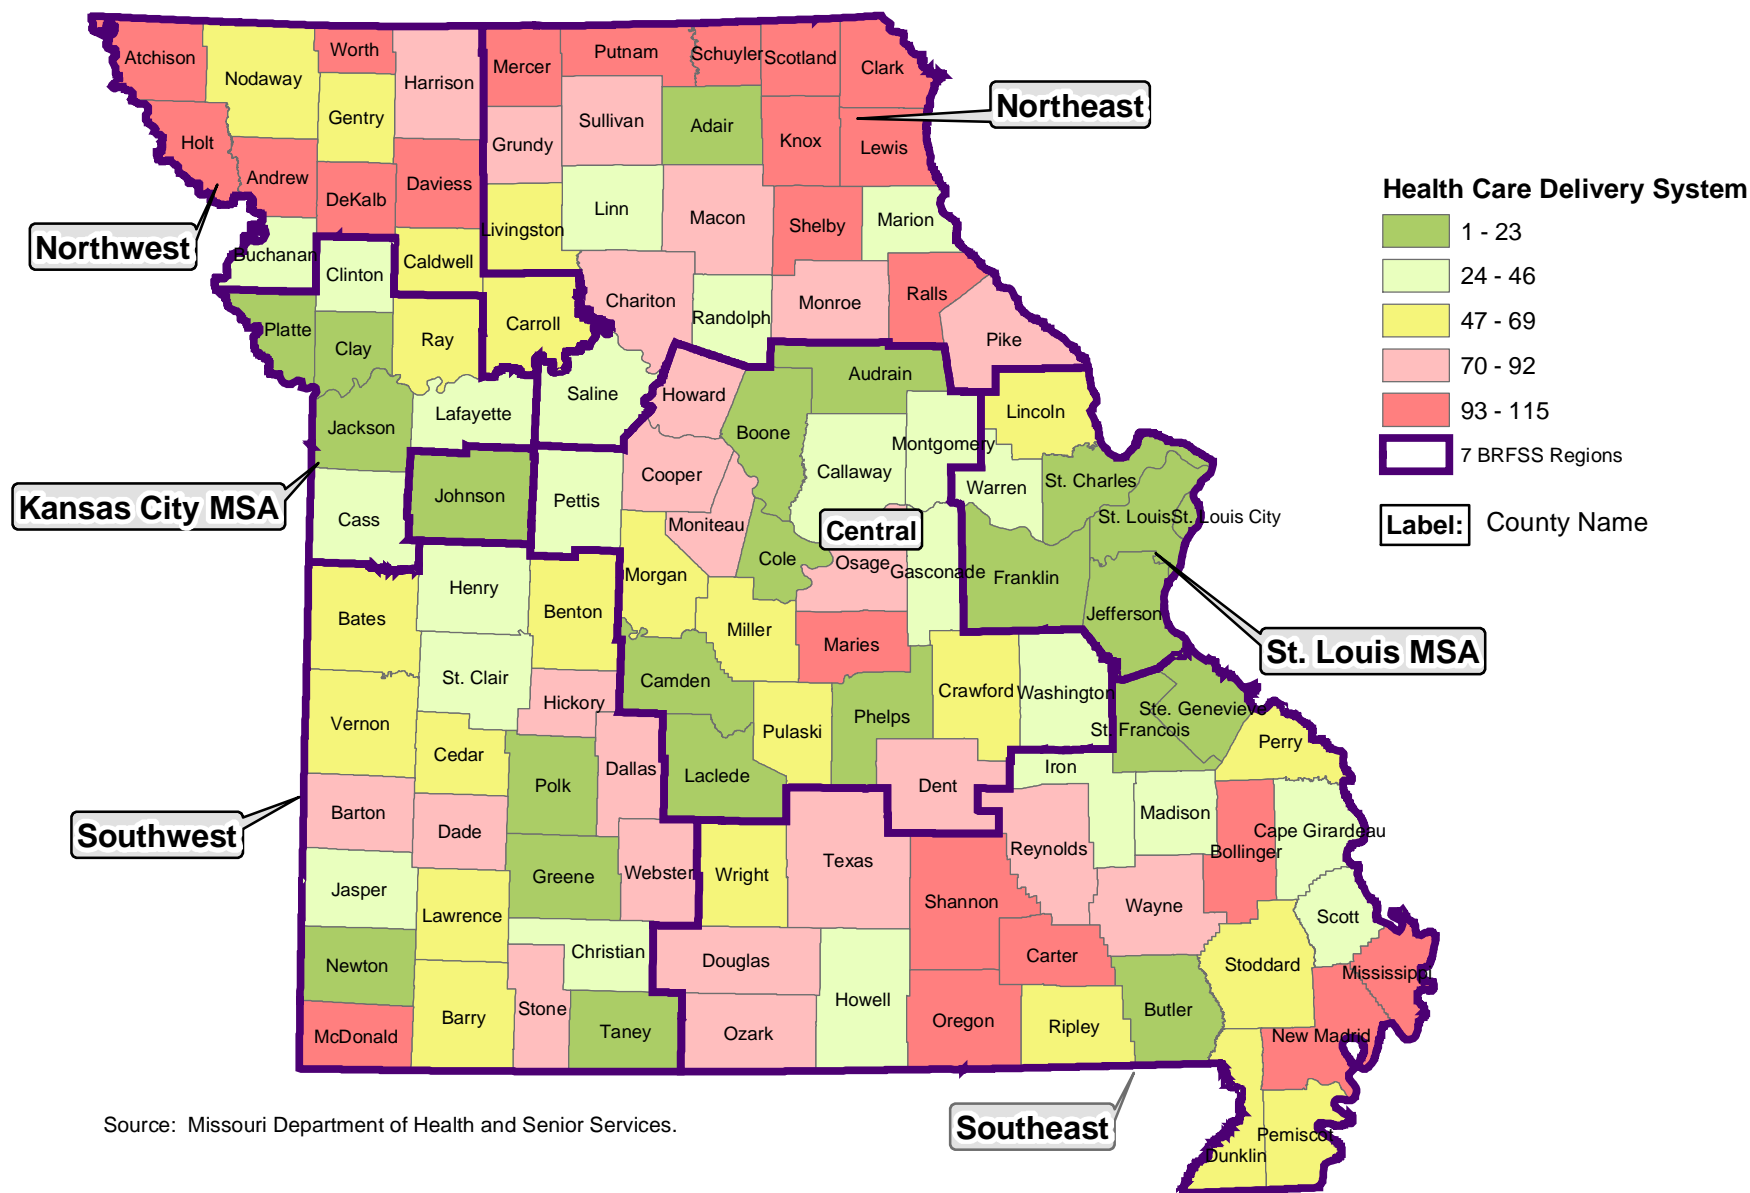 Atchison
Nodaway
Worth
Harrison
Mercer
Putnam
Schuyler
Scotland
Clark
Gentry
Grundy
Sullivan
Adair
Knox
Lewis
Northeast
Holt
Andrew
DeKalb
Daviess
Livingston
Linn
Macon
Shelby
Marion
Northwest
Buchanan
Clinton
Caldwell
Carroll
Chariton
Randolph
Monroe
Ralls
Pike
Platte
Clay
Ray
Saline
Howard
Audrain
Lincoln
Jackson
Lafayette
Boone
Callaway
Montgomery
Warren
St. Charles
Kansas City MSA
Cass
Johnson
Pettis
Cooper
Moniteau
Cole
Central
Osage
Gasconade
Franklin
St. Louis
St. Louis City
Jefferson
St. Louis MSA
Bates
Henry
Benton
Morgan
Miller
Maries
Vernon
St. Clair
Hickory
Camden
Pulaski
Phelps
Crawford
Washington
Ste. Genevieve
St. Francois
Perry
Cedar
Polk
Dallas
Laclede
Dent
Iron
Madison
Cape Girardeau
Bollinger
Southwest
Barton
Dade
Greene
Webster
Wright
Texas
Shannon
Reynolds
Wayne
Scott
Jasper
Lawrence
Christian
Douglas
Howell
Carter
Stoddard
Mississippi
Newton
McDonald
Barry
Stone
Taney
Ozark
Oregon
Ripley
Butler
New Madrid
Southeast
Pemiscot
Dunklin
Health Care Delivery System
1 - 23
24 - 46
47 - 69
70 - 92
93 - 115
7 BRFSS Regions
Label: County Name
Source: Missouri Department of Health and Senior Services.